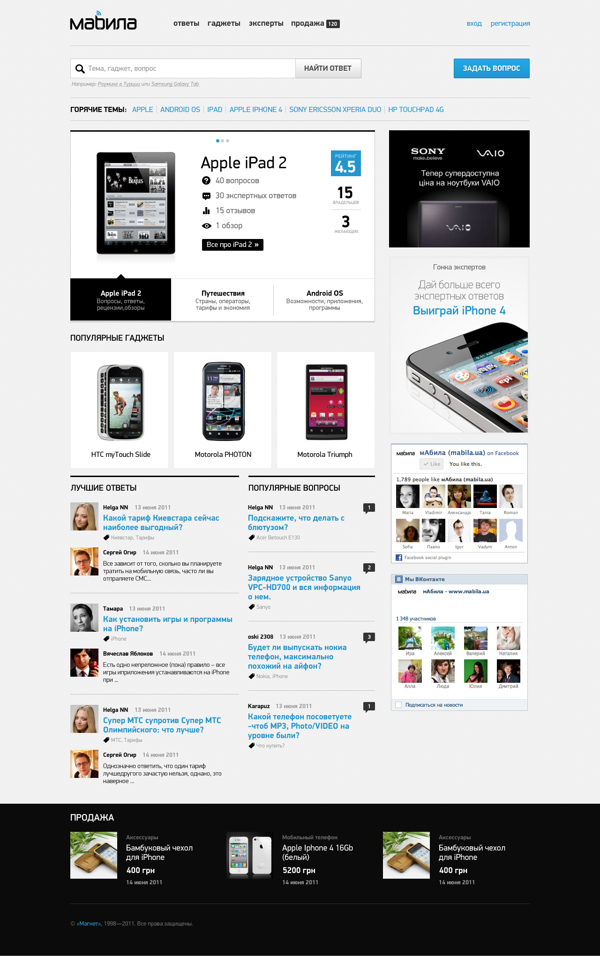 мабила
ответы гаджеты эксперты продажа 120
вход регистрация
Тема, гаджет, вопрос
НАЙТИ ОТВЕТ
ЗАДАТЬ ВОПРОС
Например: Роуминг в Турции или Samsung Galaxy Tab
ГОРЯЧИЕ ТЕМЫ: APPLE ANDROID OS IPAD APPLE IPHONE 4 SONY ERICSSON XPERIA DUO HP TOUCHPAD 4G
Apple iPad 2
40 вопросов
30 экспертных ответов
15 отзывов
1 обзор
Все про iPad 2 »
РЕЙТИНГ
4.5
15
ВЛАДЕЛЬЦЕВ
3
ЖЕЛАЮЩИЕ
Apple iPad 2
Вопросы, ответы,
рецензии,обзоры
Путешествия
Страны, операторы,
тарифы и экономия
Android OS
Возможности, приложения,
программы
SONY
make.believe
VAIO
Тепер супердоступна
ціна на ноутбуки VAIO
VAIO
Гонка экспертов
Дай больше всего
экспертных ответов
Выиграй iPhone 4
ПОПУЛЯРНЫЕ ГАДЖЕТЫ
HTC myTouch Slide
Motorola PHOTON
Motorola Triumph
ЛУЧШИЕ ОТВЕТЫ
Helga NN 13 июня 2011
Какой тариф Киевстара сейчас
наиболее выгодный?
Киевстар, Тарифы
Сергей Огир 14 июня 2011
Все зависит от того, сколько вы планируете
тратить на мобильную связь, часто ли вы
отправляете СМС...
Тамара 13 июня 2011
Как установить игры и программы
на iPhone?
iPhone
Вячеслав Яблоков 14 июня 2011
Есть одно непреложное (пока) правило – все
игры иприложения устанавливаются на iPhone
при ...
Helga NN 13 июня 2011
Супер МТС супротив Супер МТС
Олимпийского: что лучше?
МТС, Тарифы
Сергей Огир 14 июня 2011
Однозначно ответить, что один тариф
лучшедругого зачастую нельзя, однако, это
наверное ...
ПОПУЛЯРНЫЕ ВОПРОСЫ
Helga NN 13 июня 2011 1
Подскажите, что делать с
блютузом?
Acer Betouch E130
Helga NN 13 июня 2011 2
Зарядное устройство Sanyo
VPC-HD700 и вся информация
о нем.
Sanyo
oski 2308 13 июня 2011 3
Будет ли выпускать нокиа
телефон, максимально
похожий на айфон?
Nokia, iPhone
Karapuz 13 июня 2011 1
Какой телефон посоветуете
-чтоб MP3, Photo/VIDEO на
уровне были?
Что купить?
мабила мАбила (mabila.ua) on Facebook
Like You like this.
1,789 people like мАбила (mabila.ua)
Maria Vladimir Александра Тапа Roman
Sofia Павло Igor Vadym Anton
Facebook social plugin
В Мы ВКонтакте
мабила мАбила - www.mabila.ua
1 348 участников
Ира Алексей Валерий Наталия
Алла Люда Юлия Дмитрий
Подписаться на новости
ПРОДАЖА
Аксессуары
Бамбуковый чехол
для iPhone
400 грн
14 июня 2011
Мобильный телефон
Apple Iphone 4 16Gb
(белый)
5200 грн
14 июня 2011
Аксессуары
Бамбуковый чехол
для iPhone
400 грн
14 июня 2011
© «Магнет», 1998—2011. Все права защищены.